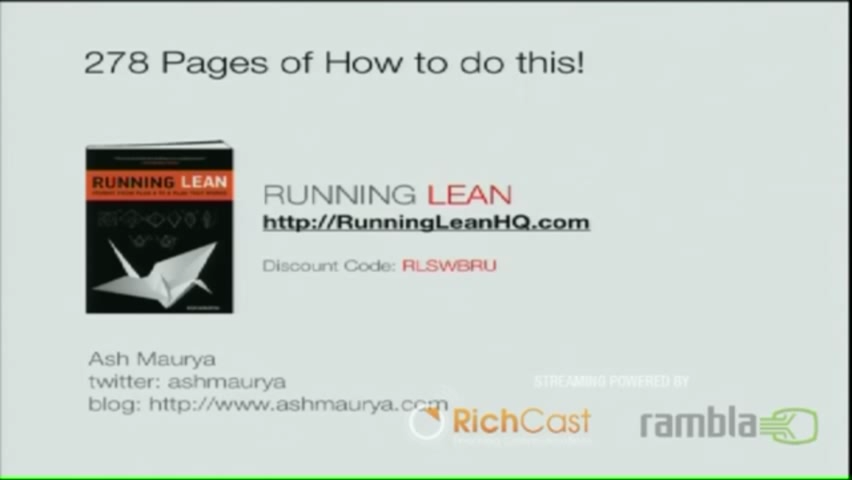 278 Pages of How to do this!
RUNNING LEAN
RUNNING LEAN
http://RunningLeanHQ.com
Discount Code: RLSWBRU
Ash Maurya
twitter: ashmaurya
blog: http://www.ashmaurya.com
STREAMING POWERED BY
RichCast
rambla